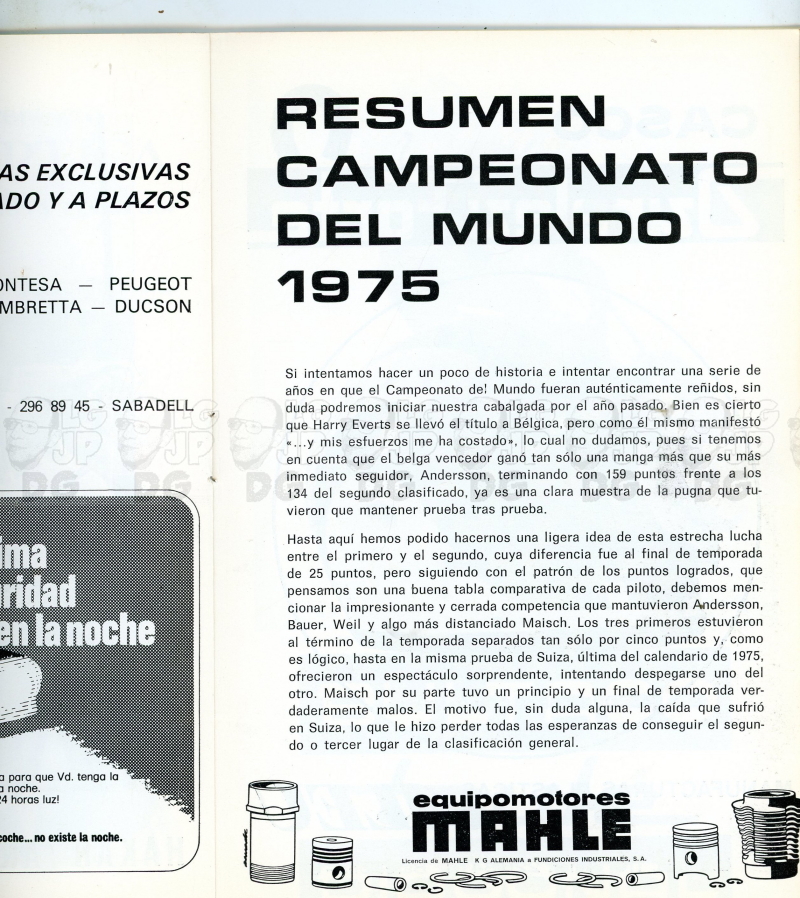 AS EXCLUSIVAS
ADO Y A PLAZOS
ONTESA — PEUGEOT
MBRETTA — DUCSON
- 296 89 45 - SABADELL
ima
ridad
en la noche
a para que Vd. tenga la
a noche.
24 horas luz!
coche... no existe la noche.
RESUMEN
CAMPEONATO
DEL MUNDO
1975
Si intentamos hacer un poco de historia e intentar encontrar una serie de
años en que el Campeonato de! Mundo fueran auténticamente reñidos, sin
duda podremos iniciar nuestra cabalgada por el año pasado. Bien es cierto
que Harry Everts se llevó el título a Bélgica, pero como él mismo manifestó
«...y mis esfuerzos me ha costado», lo cual no dudamos, pues si tenemos
en cuenta que el belga vencedor ganó tan sólo una manga más que su más
inmediato seguidor, Andersson, terminando con 159 puntos frente a los
134 del segundo clasificado, ya es una clara muestra de la pugna que tu-
vieron que mantener prueba tras prueba.
Hasta aquí hemos podido hacernos una ligera idea de esta estrecha lucha
entre el primero y el segundo, cuya diferencia fue al final de temporada
de 25 puntos, pero siguiendo con el patrón de los puntos logrados, que
pensamos son una buena tabla comparativa de cada piloto, debemos men-
cionar la impresionante y cerrada competencia que mantuvieron Andersson,
Bauer, Weil y algo más distanciado Maisch. Los tres primeros estuvieron
al término de la temporada separados tan sólo por cinco puntos y, como
es lógico, hasta en la misma prueba de Suiza, última del calendario de 1975,
ofrecieron un espectáculo sorprendente, intentando despegarse uno del
otro. Maisch por su parte tuvo un principio y un final de temporada ver-
daderamente malos. El motivo fue, sin duda alguna, la caída que sufrió
en Suiza, lo que le hizo perder todas las esperanzas de conseguir el segun-
do o tercer lugar de la clasificación general.
equipomotores
MAHLE
Licencia de MAHLE K G ALEMANIA a FUNDICIONES INDUSTRIALES, S.A.
LG
JP
DG